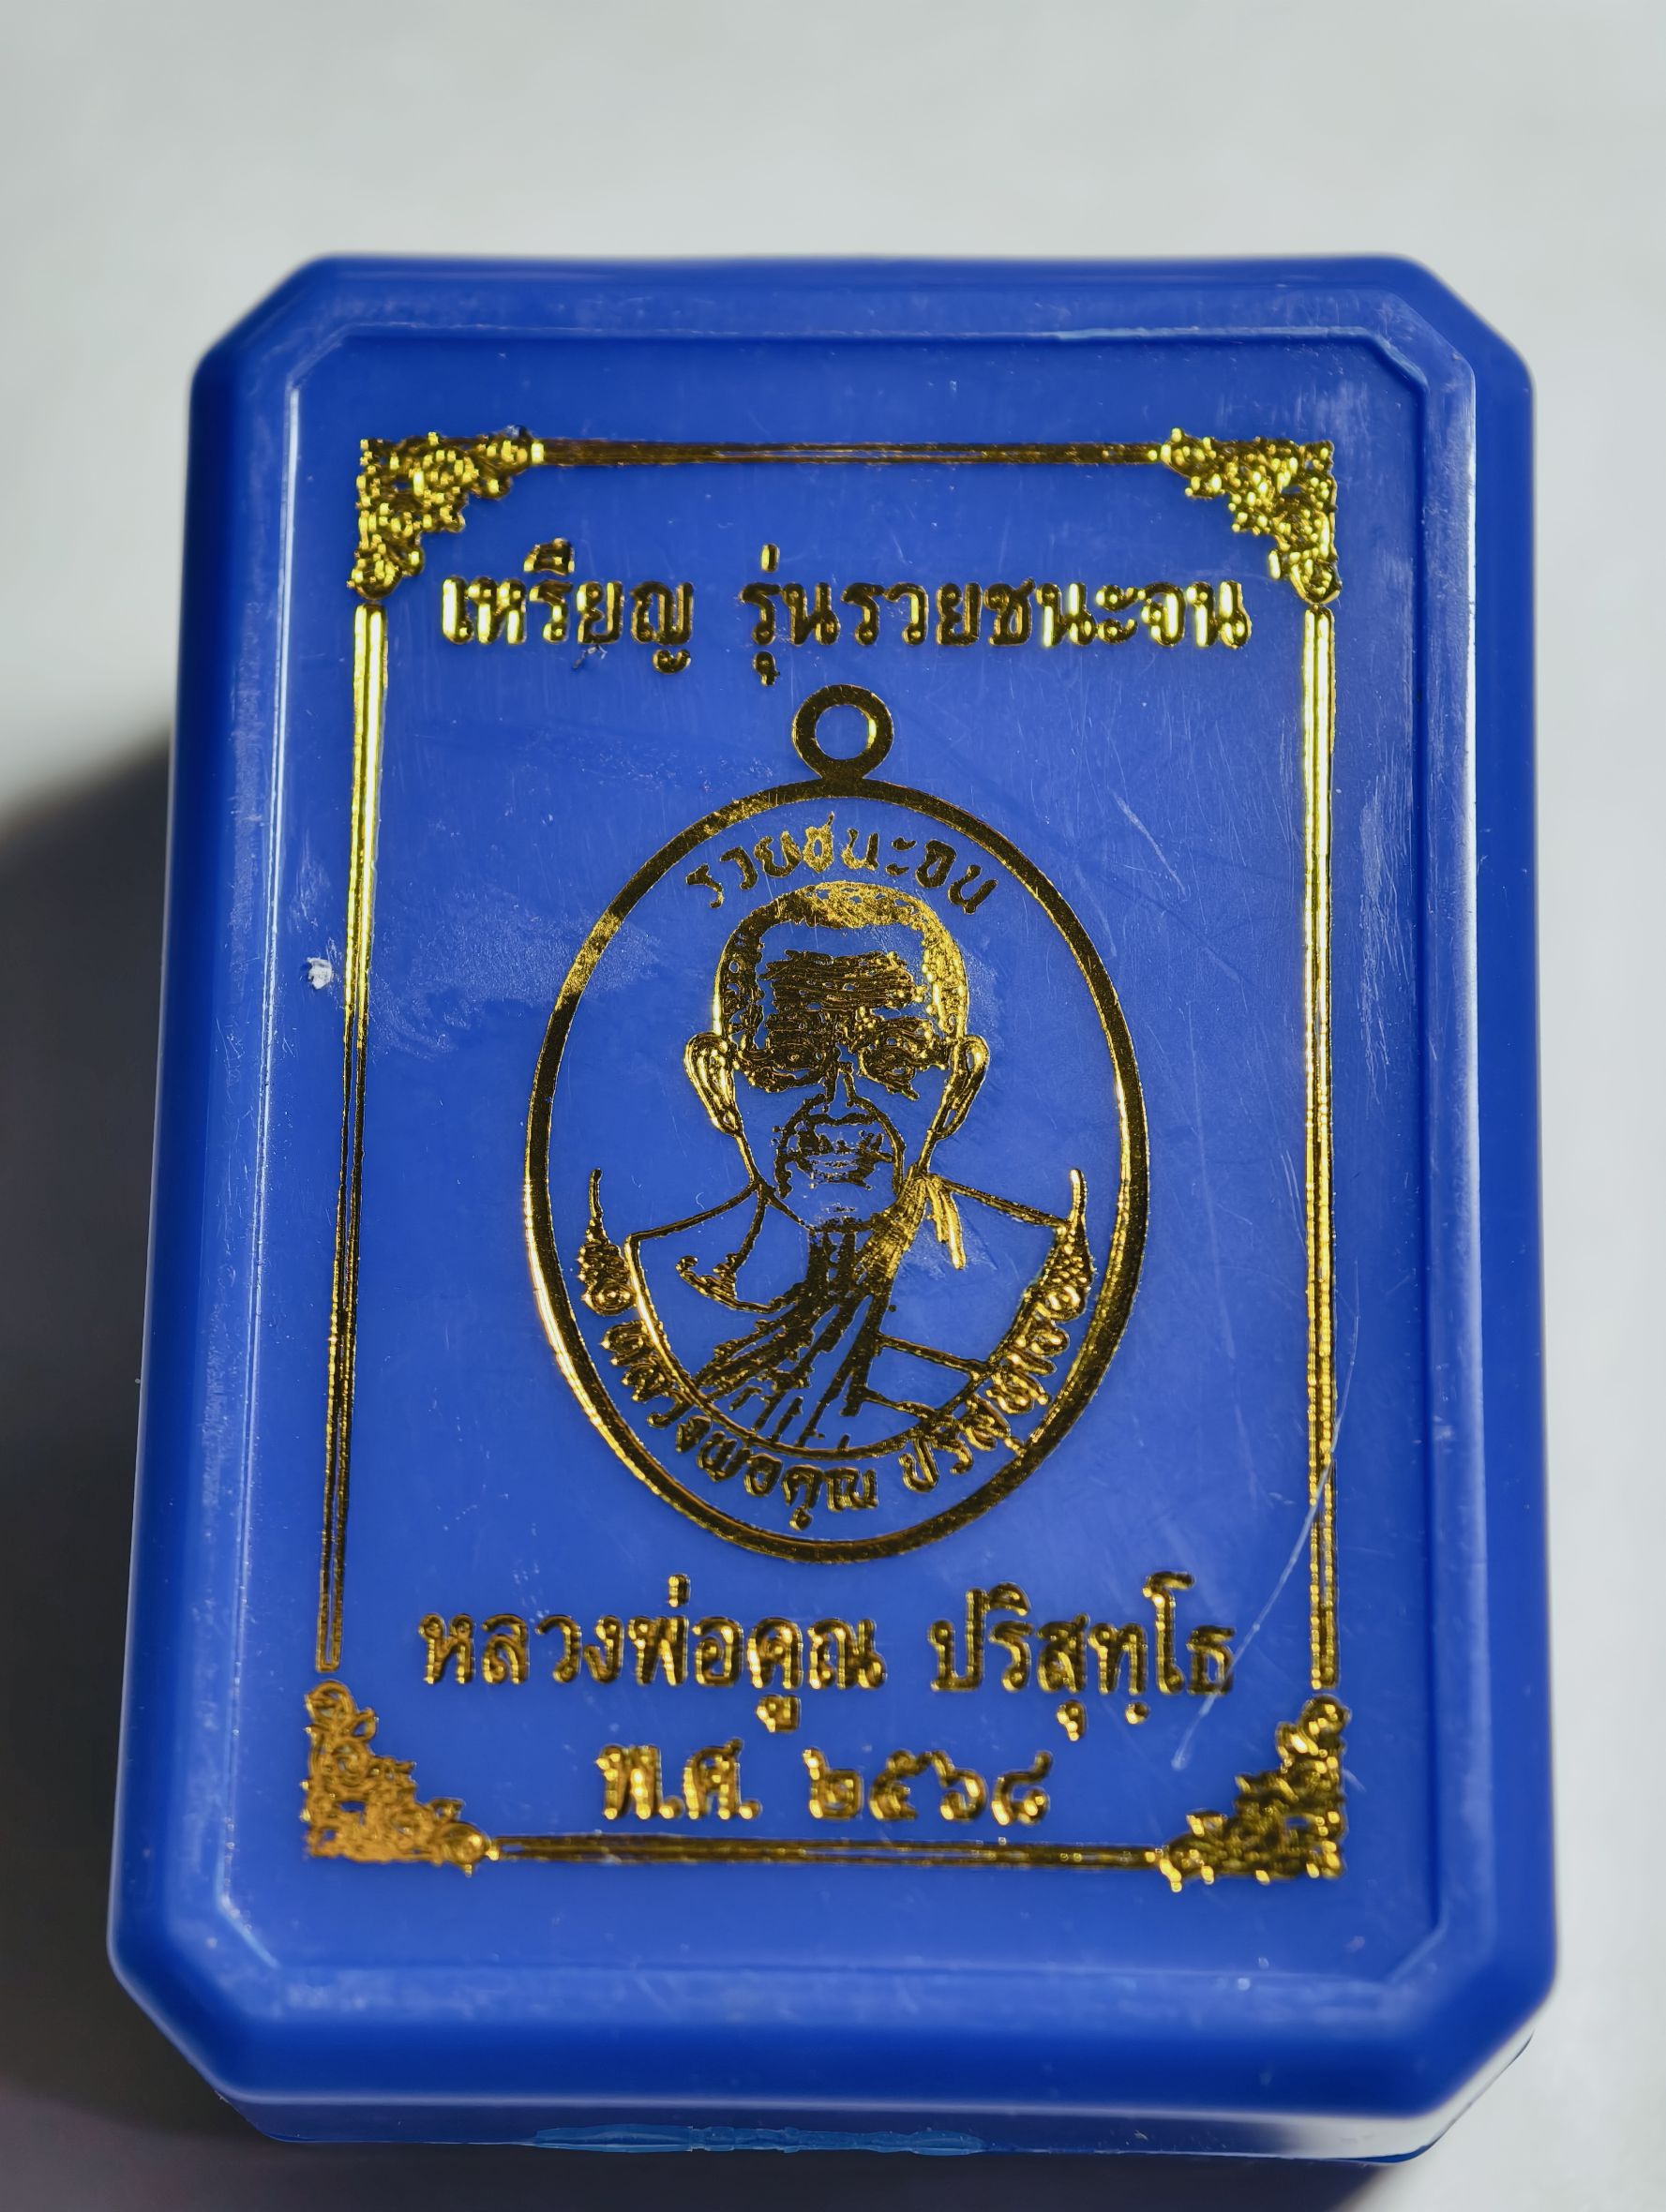 เหรียญ รุ่นรวยชนะจน
รวยชนะจน
หลวงพ่อคูณ ปริสุทฺโธ
หลวงพ่อคูณ ปริสุทฺโธ
พ.ศ. ๒๕๖๘